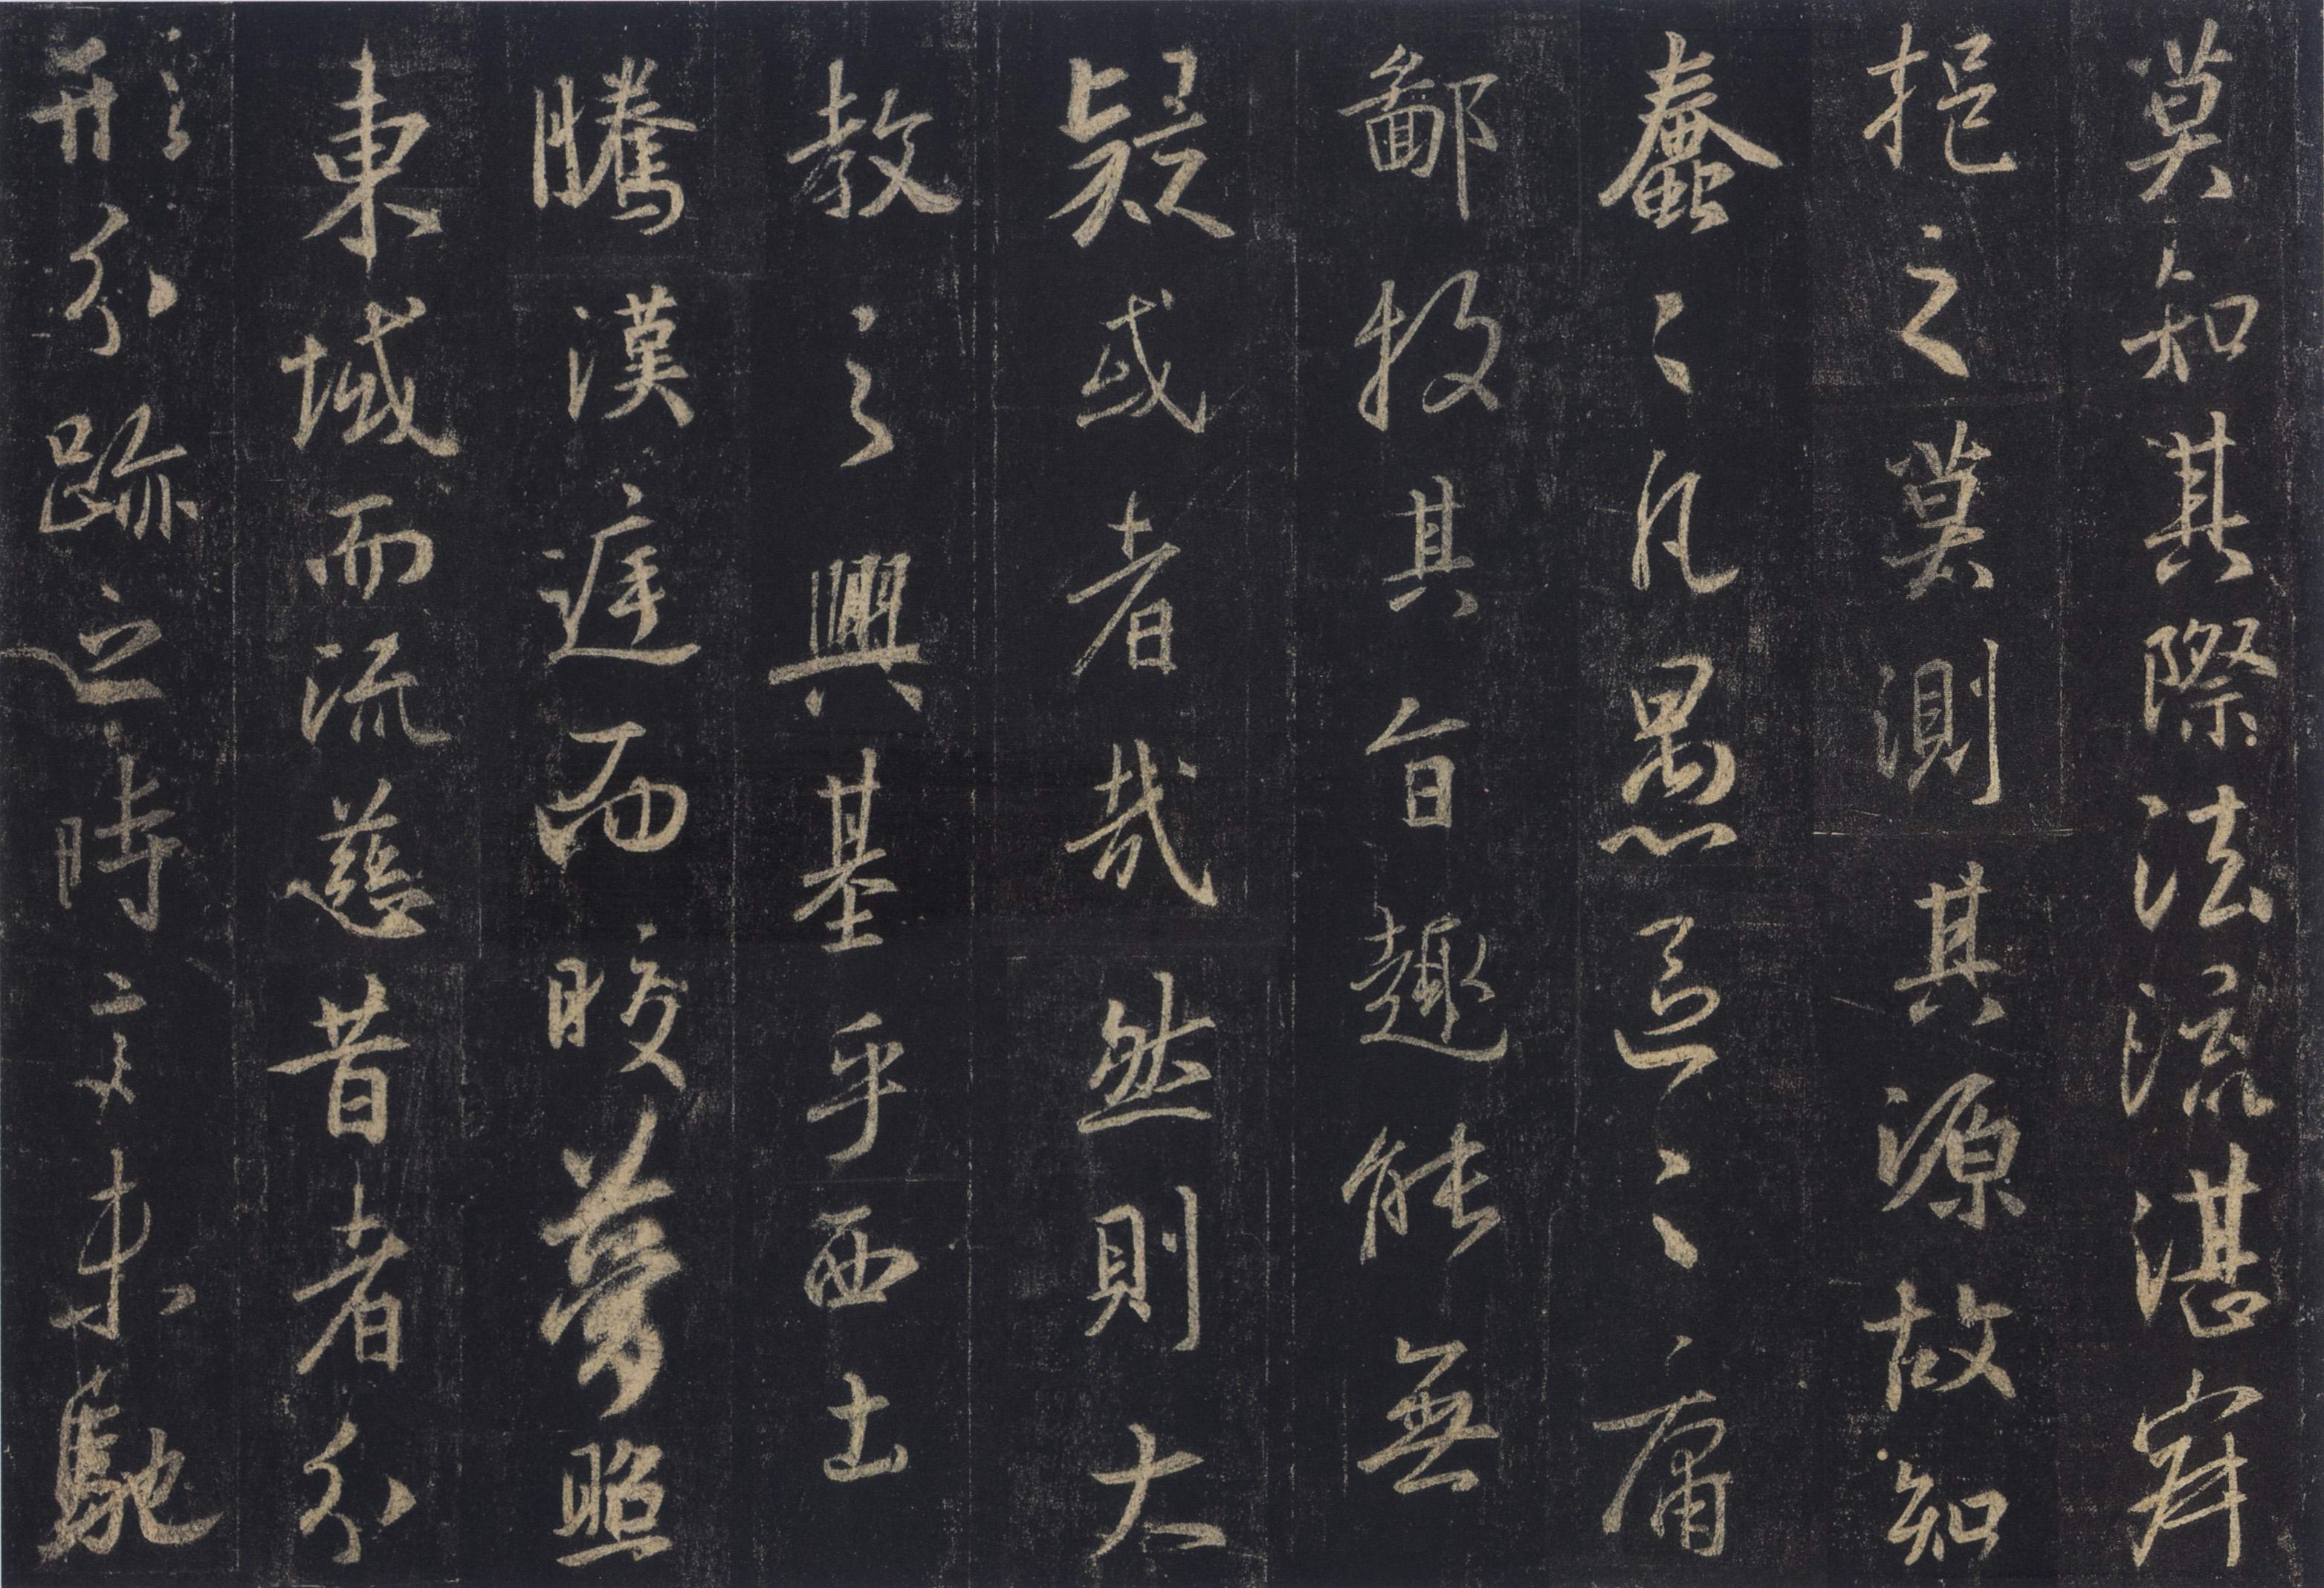 莫知其際法流湛寂
挹之莫測其源故知
蠢〻凡愚區〻庸
鄙投其旨趣能無
疑惑者哉然則大
教之興基乎西土
騰漢庭而皎夢照
東域而流慈昔者分
形分跡之時言未馳